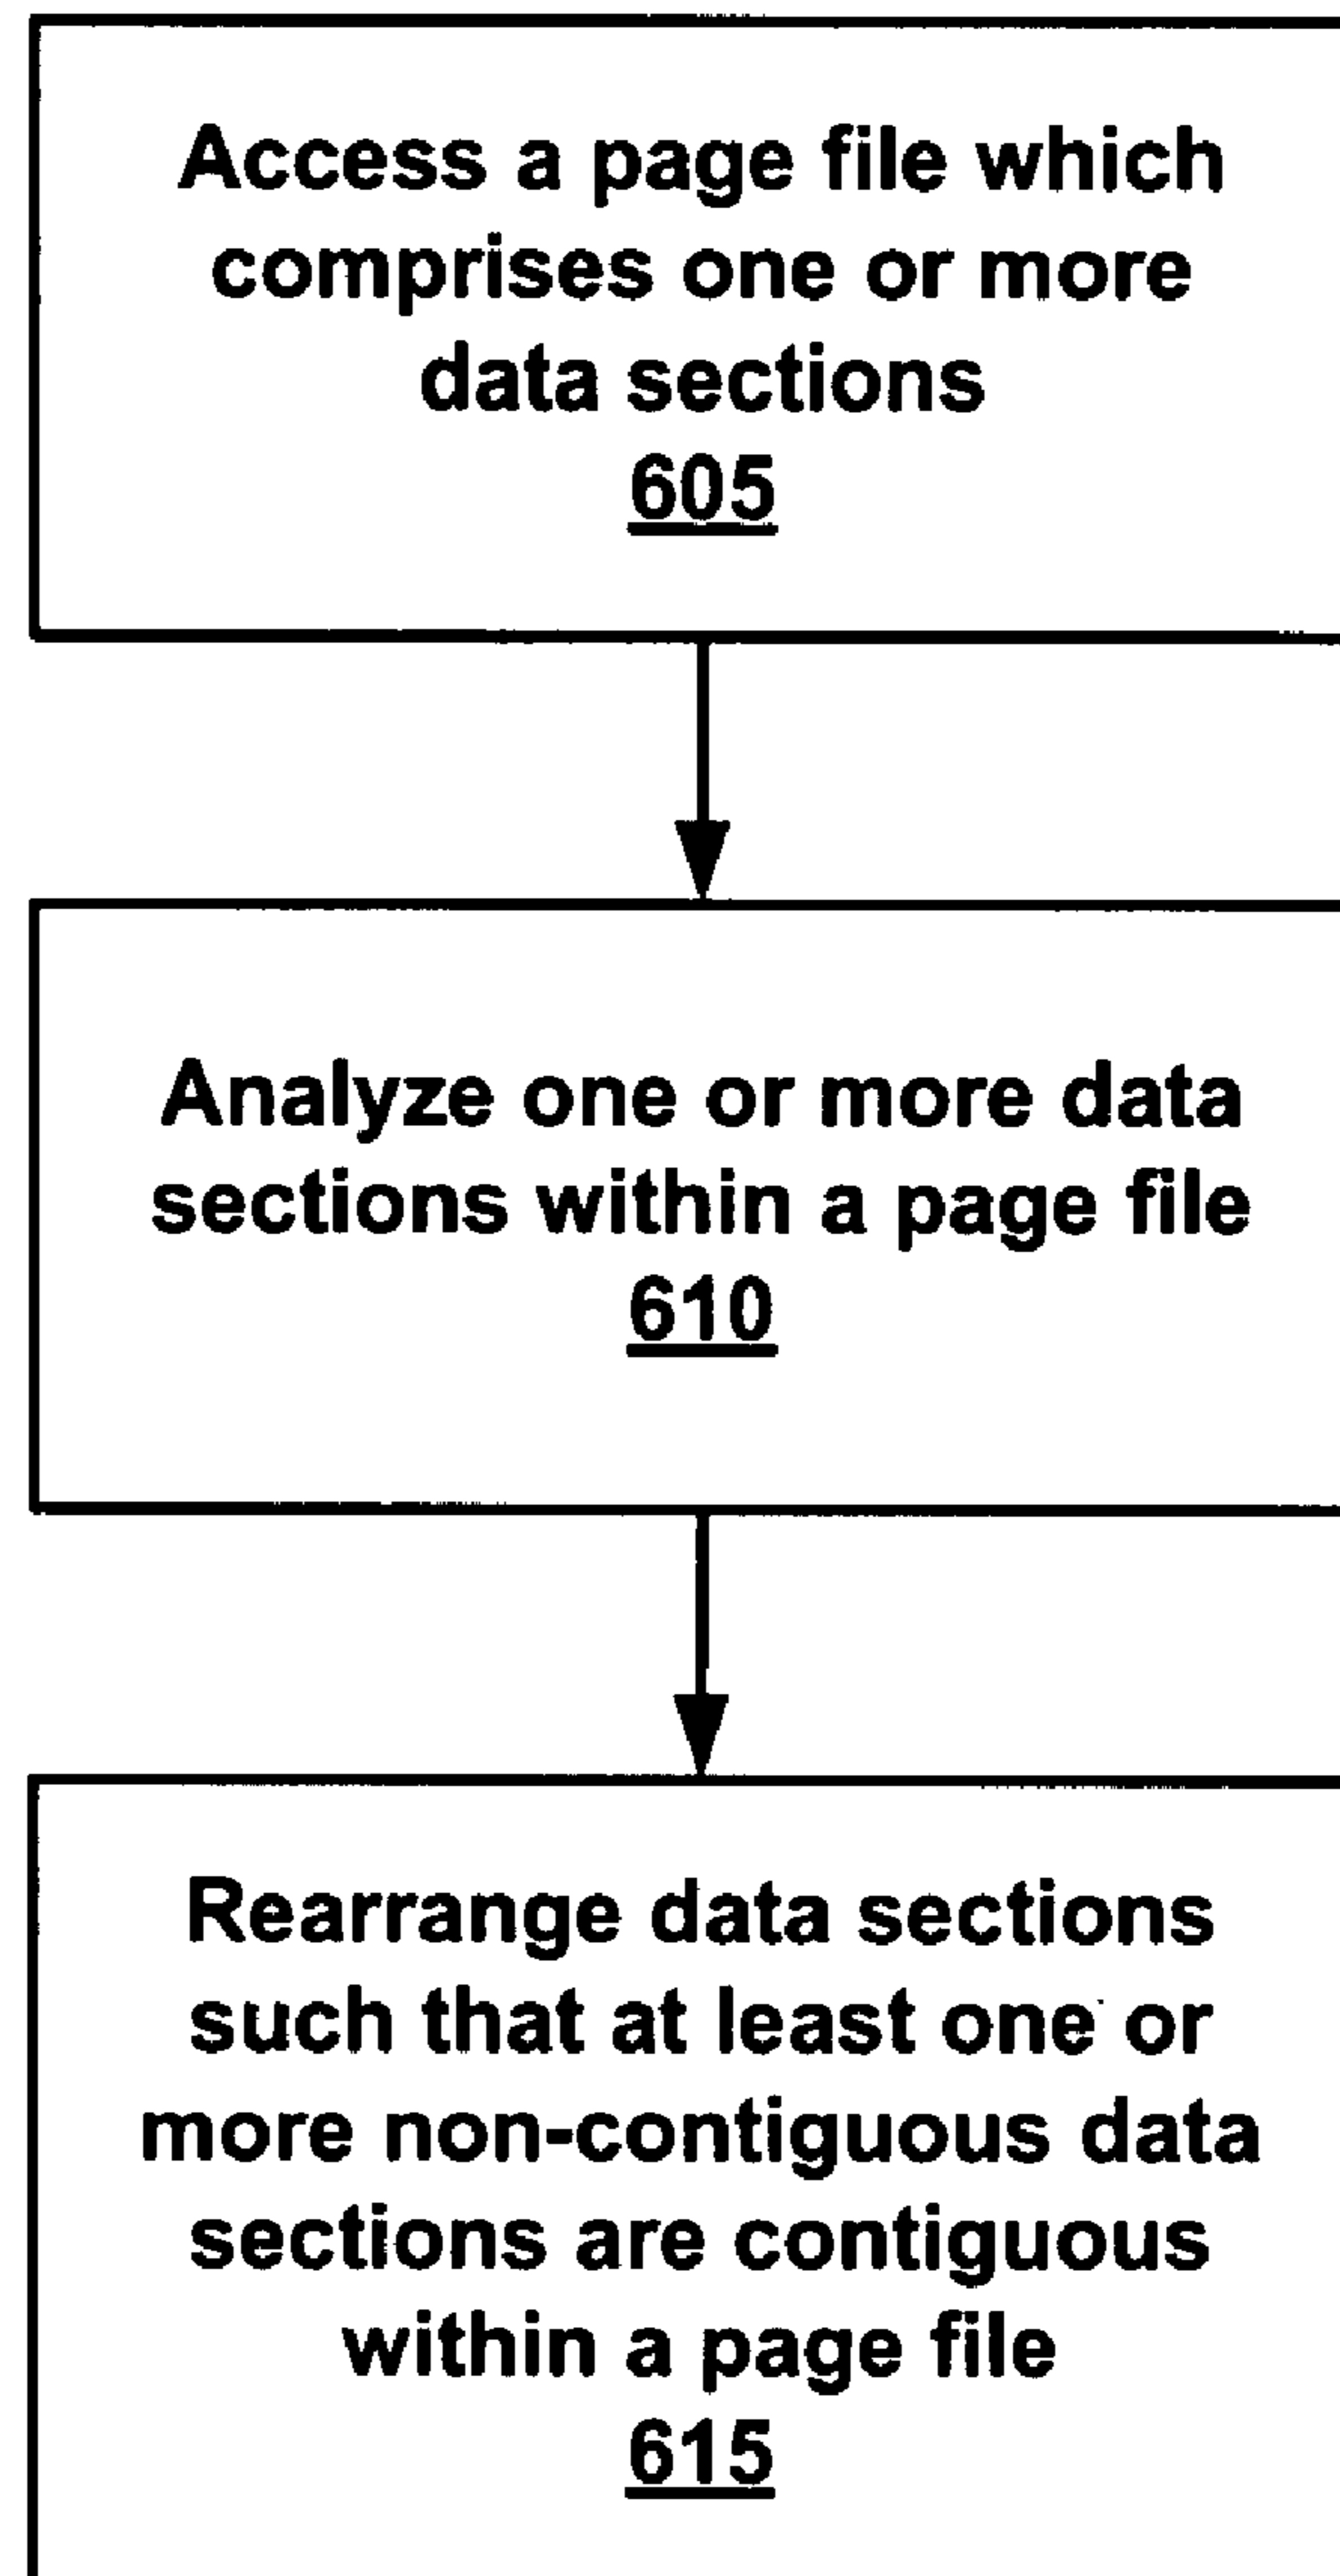 Access a page file which
comprises one or more
data sections
605
Analyze one or more data
sections within a page file
610
Rearrange data sections
such that at least one or
more non-contiguous data
sections are contiguous
within a page file
615